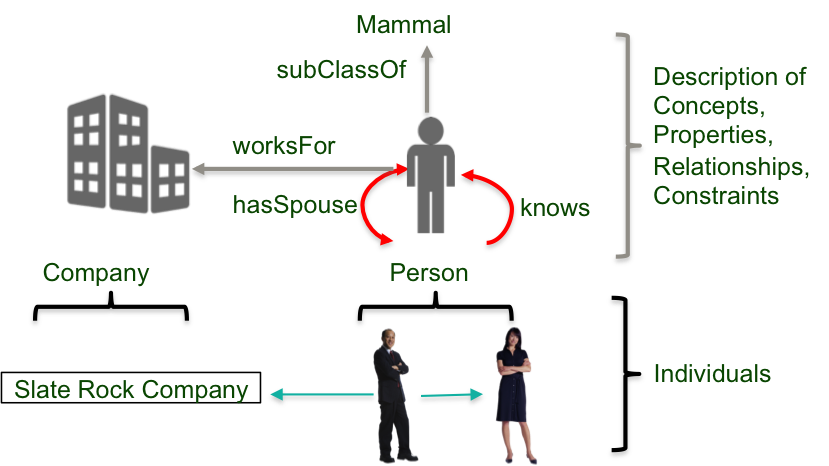 Mammal
subClassOf
worksFor
hasSpouse
knows
Description of
Concepts,
Properties,
Relationships,
Constraints
Company
Person
Slate Rock Company
Individuals